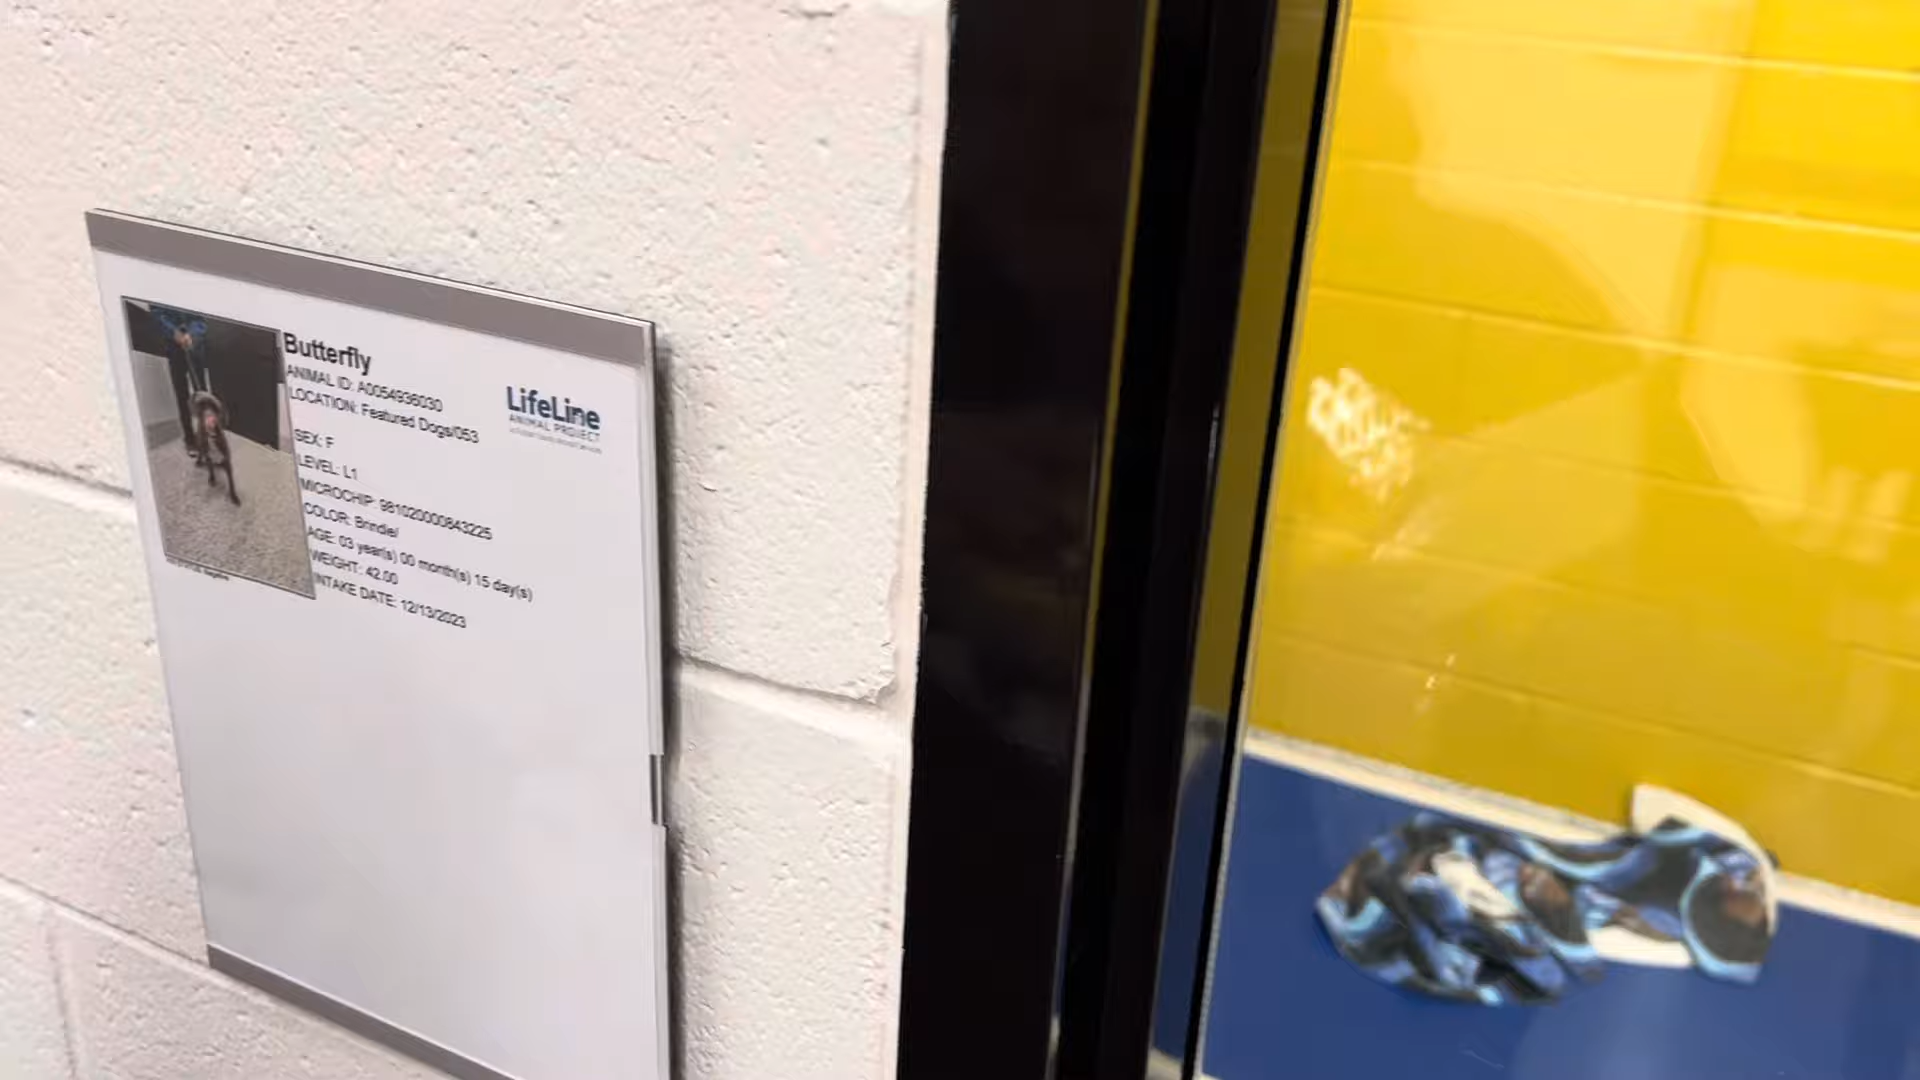 Butterfly
ANIMAL ID: A0054936030
LOCATION: Featured Dogs/053
LifeLine
ANIMAL PROJECT
SEX: F
LEVEL: L1
MICROCHIP: 981020000843225
COLOR: Brindle/
AGE: 03 year(s) 00 month(s) 15 day(s)
WEIGHT: 42.00
INTAKE DATE: 12/13/2023